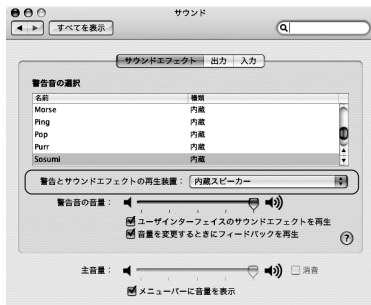 サウンド
すべてを表示
サウンドエフェクト 出力 入力
警告音の選択
名前 種類
Morse 内蔵
Ping 内蔵
Pop 内蔵
Purr 内蔵
Sosumi 内蔵
警告とサウンドエフェクトの再生装置： 内蔵スピーカー
警告音の音量：
ユーザインターフェイスのサウンドエフェクトを再生
音量を変更するときにフィードバックを再生
?
主音量： 消音
メニューバーに音量を表示